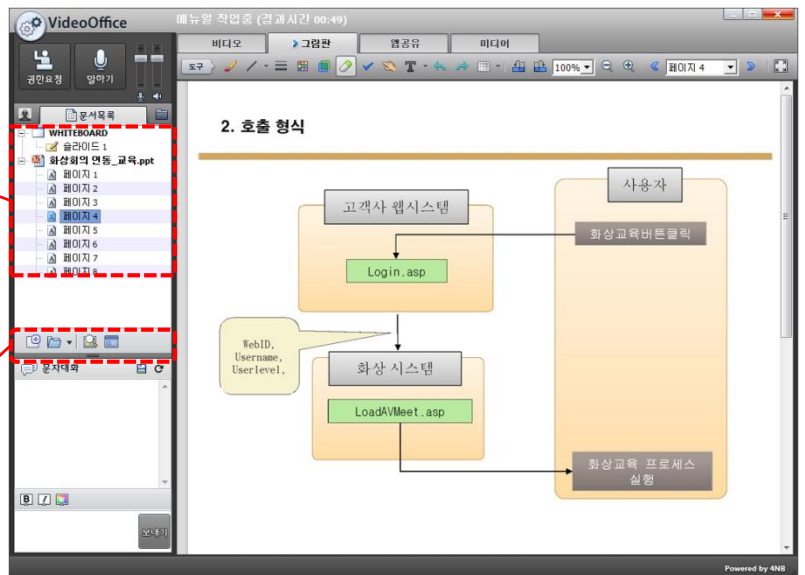 VideoOffice
메뉴얼 작업중 (경과시간 00:49)
비디오
그림판
웹공유
미디어
권한요청
말하기
도구
T
100%
페이지 4
문서목록
WHITEBOARD
슬라이드 1
화상회의 연동_교육.ppt
페이지 1
페이지 2
페이지 3
페이지 4
페이지 5
페이지 6
페이지 7
페이지 8
문자대화
B I
보내기
2. 호출 형식
사용자
고객사 웹시스템
화상교육버튼클릭
Login.asp
WebID,
Username,
Userlevel,
화상 시스템
LoadAVMeet.asp
화상교육 프로세스
실행
Powered by 4NB